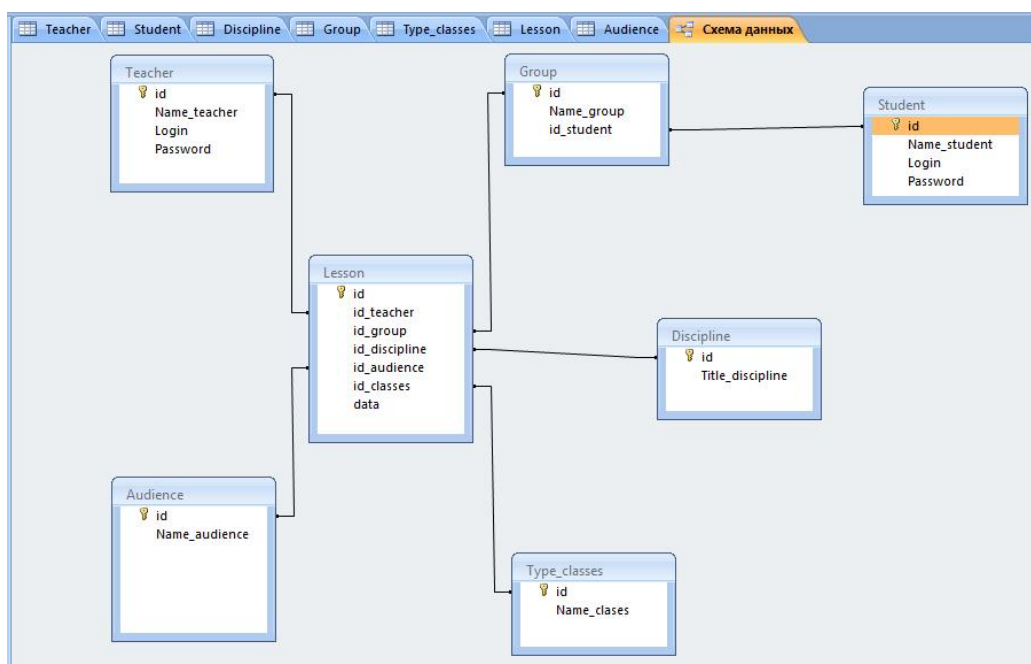 Teacher Student Discipline Group Type_classes Lesson Audience Схема данных
Teacher
id
Name_teacher
Login
Password
Group
id
Name_group
id_student
Student
id
Name_student
Login
Password
Lesson
id
id_teacher
id_group
id_discipline
id_audience
id_classes
data
Discipline
id
Title_discipline
Audience
id
Name_audience
Type_classes
id
Name_clases